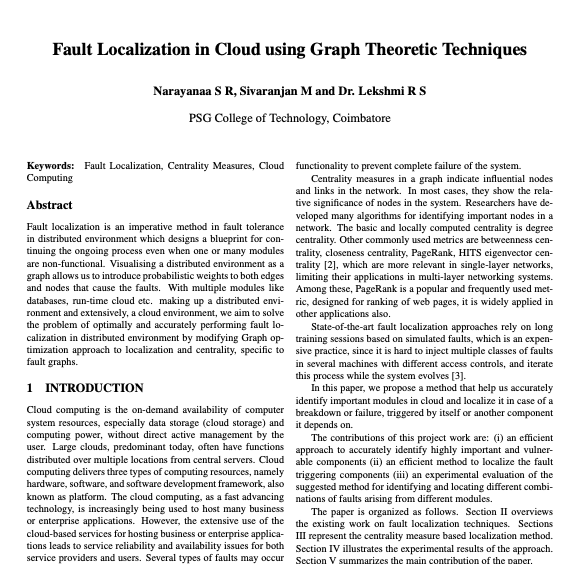 Fault Localization in Cloud using Graph Theoretic Techniques
Narayanaa S R, Sivaranjan M and Dr. Lekshmi R S
PSG College of Technology, Coimbatore
Keywords: Fault Localization, Centrality Measures, Cloud
Computing
Abstract
Fault localization is an imperative method in fault tolerance
in distributed environment which designs a blueprint for con-
tinuing the ongoing process even when one or many modules
are non-functional. Visualising a distributed environment as a
graph allows us to introduce probabilistic weights to both edges
and nodes that cause the faults. With multiple modules like
databases, run-time cloud etc. making up a distributed envi-
ronment and extensively, a cloud environment, we aim to solve
the problem of optimally and accurately performing fault lo-
calization in distributed environment by modifying Graph op-
timization approach to localization and centrality, specific to
fault graphs.
1 INTRODUCTION
Cloud computing is the on-demand availability of computer
system resources, especially data storage (cloud storage) and
computing power, without direct active management by the
user. Large clouds, predominant today, often have functions
distributed over multiple locations from central servers. Cloud
computing delivers three types of computing resources, namely
hardware, software, and software development framework, also
known as platform. The cloud computing, as a fast advancing
technology, is increasingly being used to host many business
or enterprise applications. However, the extensive use of the
cloud-based services for hosting business or enterprise applica-
tions leads to service reliability and availability issues for both
service providers and users. Several types of faults may occur
functionality to prevent complete failure of the system.
Centrality measures in a graph indicate influential nodes
and links in the network. In most cases, they show the rela-
tive significance of nodes in the system. Researchers have de-
veloped many algorithms for identifying important nodes in a
network. The basic and locally computed centrality is degree
centrality. Other commonly used metrics are betweenness cen-
trality, closeness centrality, PageRank, HITS eigenvector cen-
trality [2], which are more relevant in single-layer networks,
limiting their applications in multi-layer networking systems.
Among these, PageRank is a popular and frequently used met-
ric, designed for ranking of web pages, it is widely applied in
other applications also.
State-of-the-art fault localization approaches rely on long
training sessions based on simulated faults, which is an expen-
sive practice, since it is hard to inject multiple classes of faults
in several machines with different access controls, and iterate
this process while the system evolves [3].
In this paper, we propose a method that help us accurately
identify important modules in cloud and localize it in case of a
breakdown or failure, triggered by itself or another component
it depends on.
The contributions of this project work are: (i) an efficient
approach to accurately identify highly important and vulner-
able components (ii) an efficient method to localize the fault
triggering components (iii) an experimental evaluation of the
suggested method for identifying and locating different combi-
nations of faults arising from different modules.
The paper is organized as follows. Section II overviews
the existing work on fault localization techniques. Sections
III represent the centrality measure based localization method.
Section IV illustrates the experimental results of the approach.
Section V summarizes the main contribution of the paper.